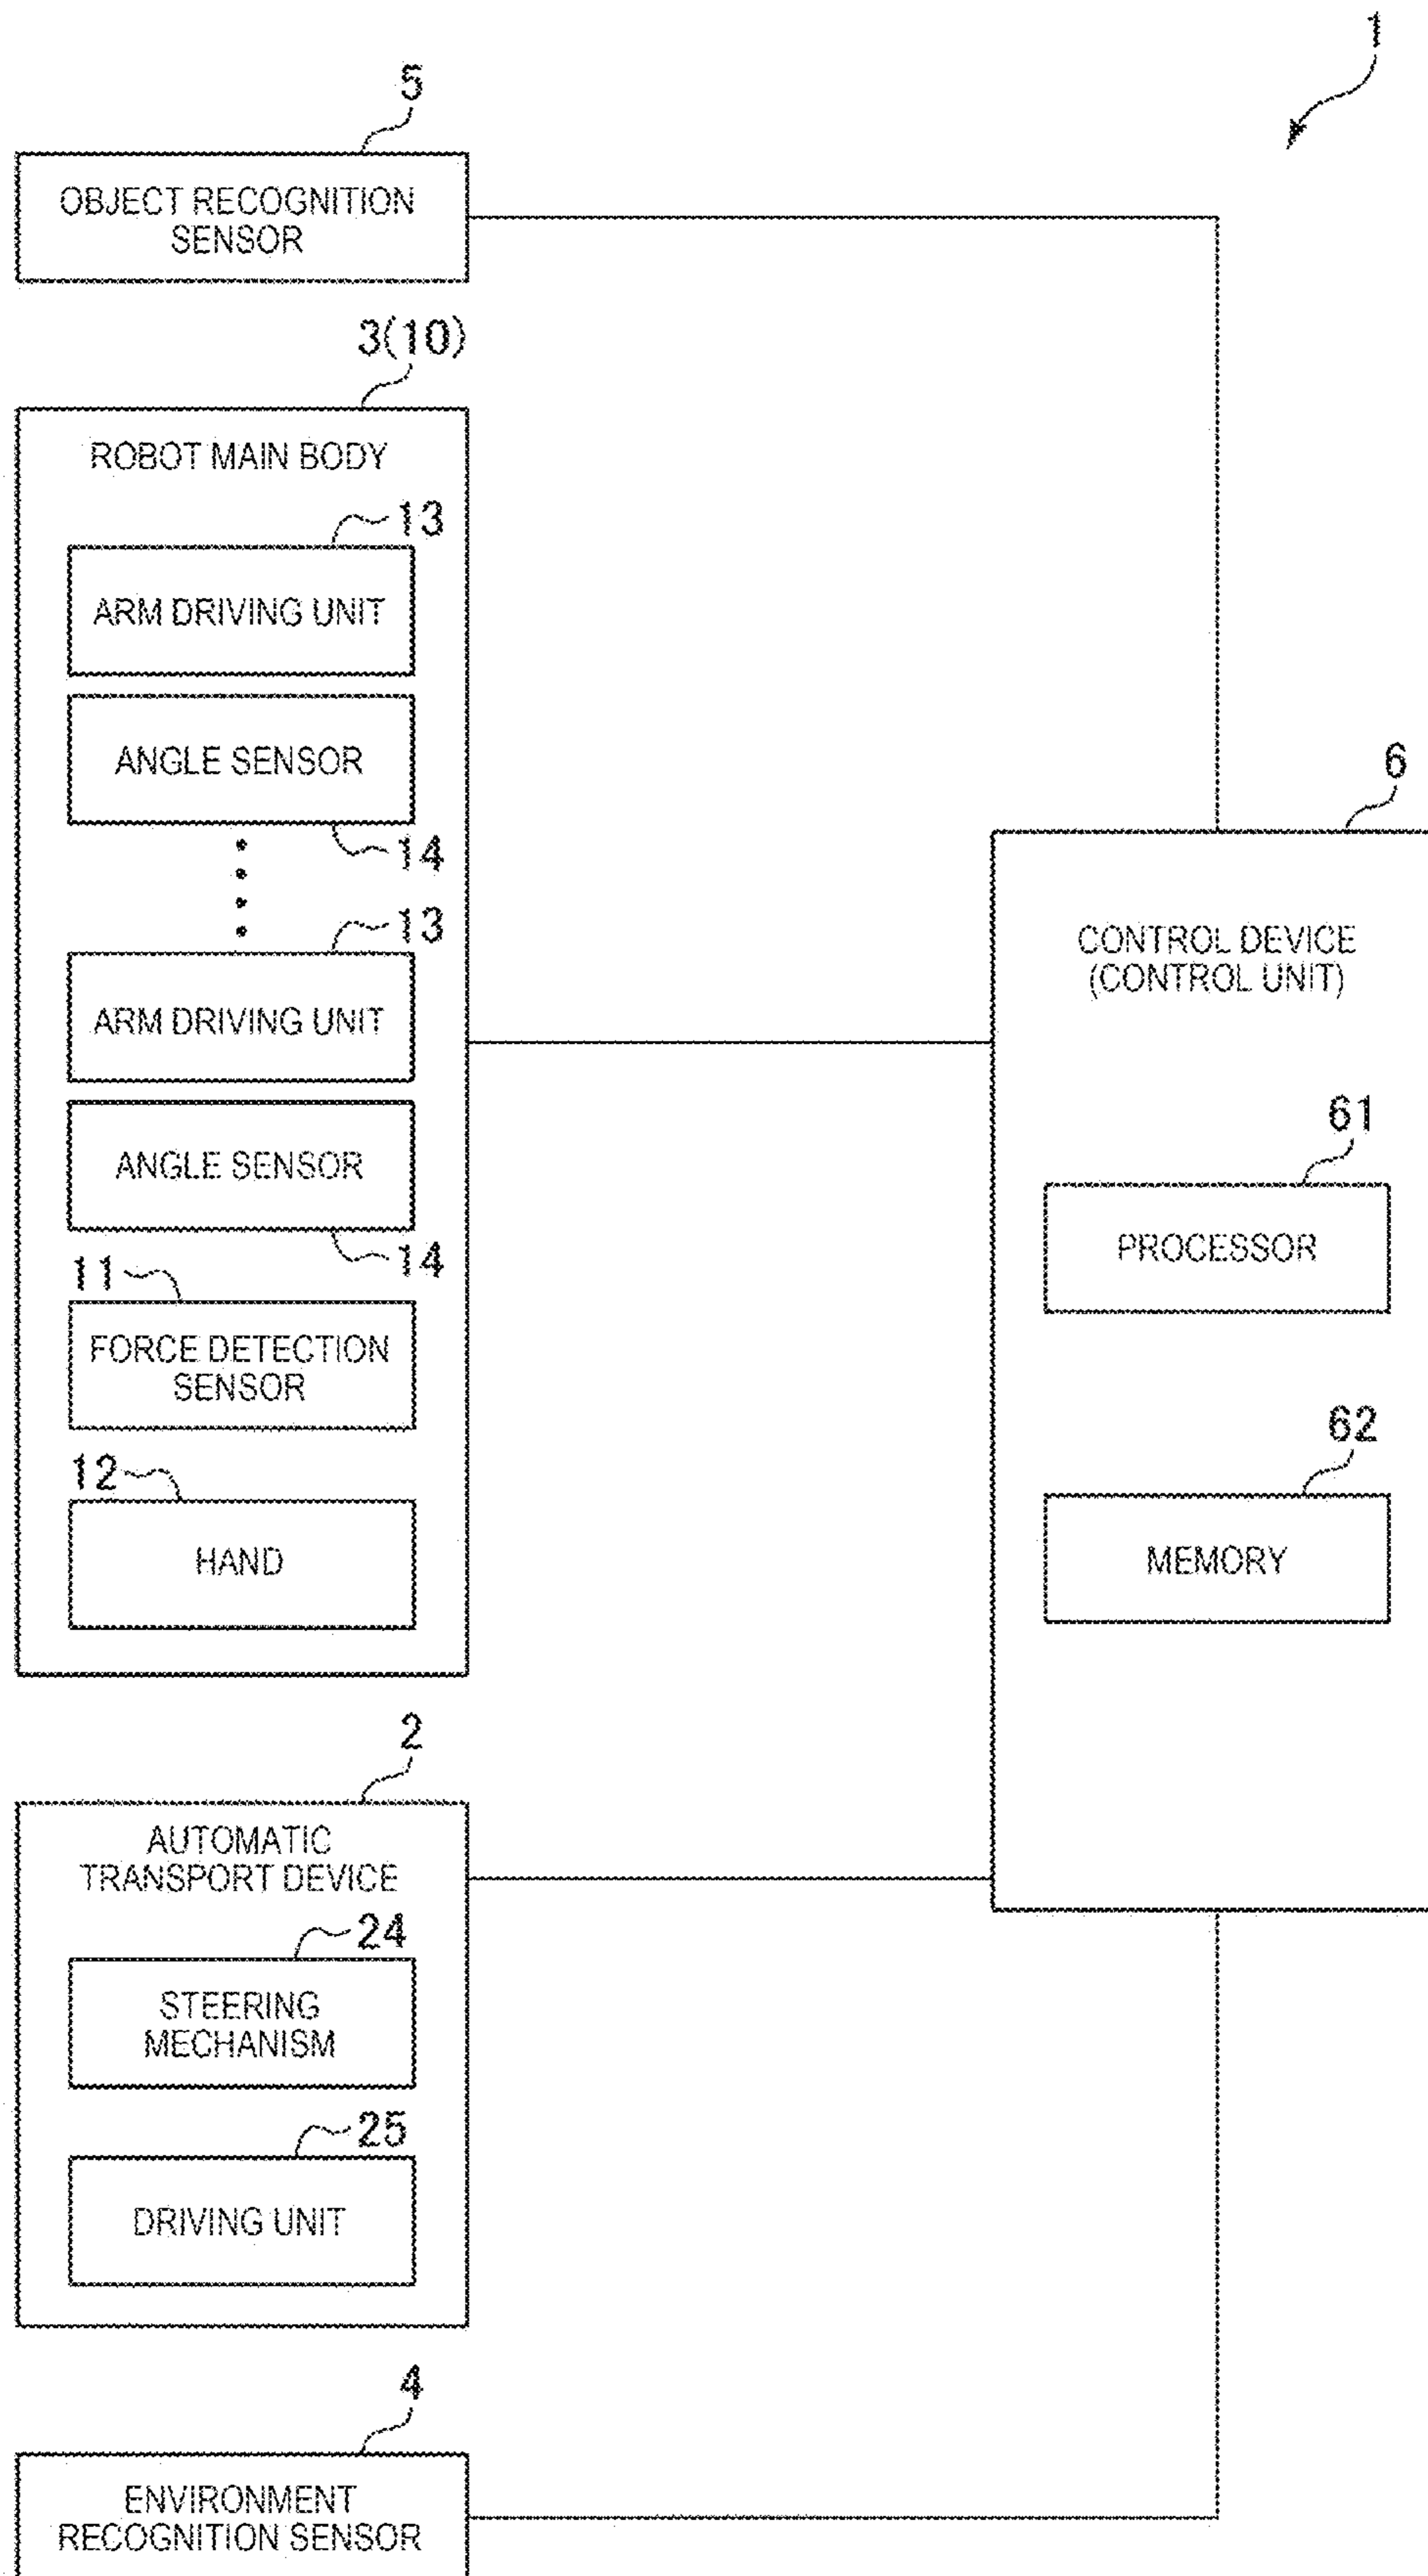 1
5
OBJECT RECOGNITION
SENSOR
3(10)
ROBOT MAIN BODY
13
ARM DRIVING UNIT
ANGLE SENSOR
14
13
ARM DRIVING UNIT
ANGLE SENSOR
14
11
FORCE DETECTION
SENSOR
12
HAND
6
CONTROL DEVICE
(CONTROL UNIT)
61
PROCESSOR
62
MEMORY
2
AUTOMATIC
TRANSPORT DEVICE
24
STEERING
MECHANISM
25
DRIVING UNIT
4
ENVIRONMENT
RECOGNITION SENSOR